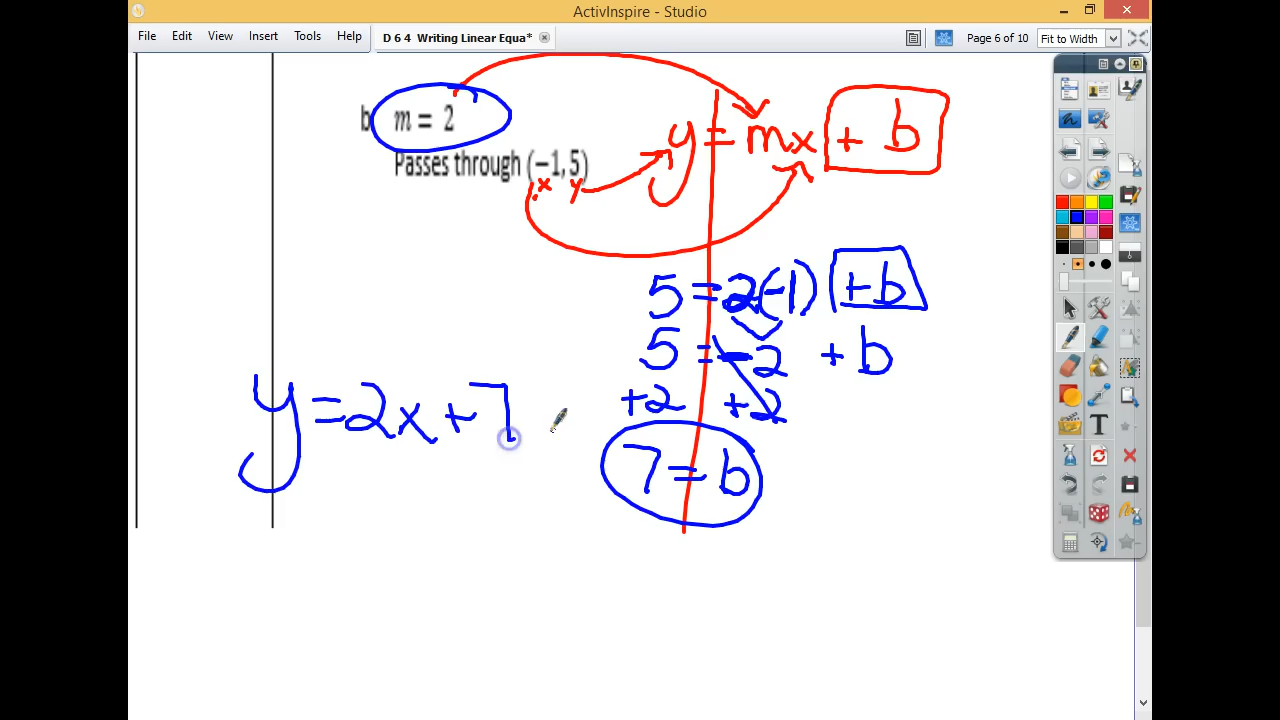 ActivInspire - Studio
File Edit View Insert Tools Help D 6 4 Writing Linear Equa* Page 6 of 10 Fit to Width
b m = 2
Passes through (−1,5)
x y
y = mx + b
5 = 2(-1) + b
5 = -2 + b
+2 +2
7 = b
y = 2x + 7